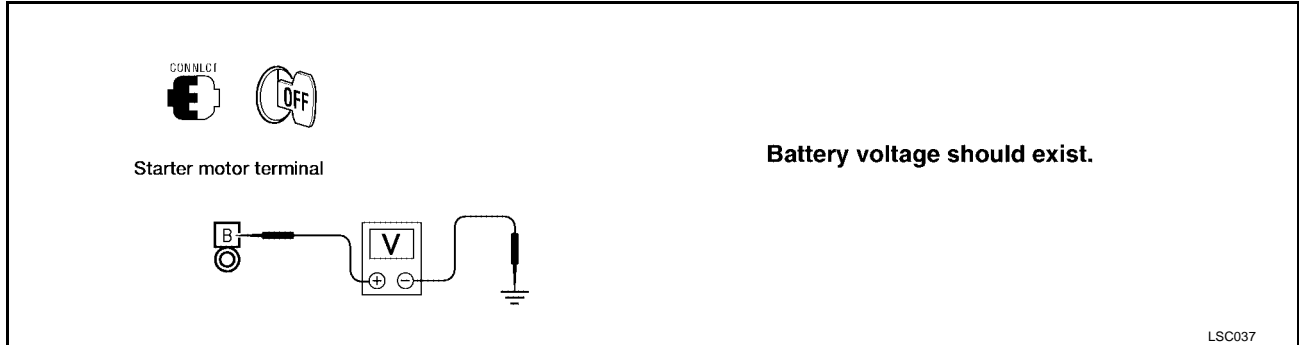 CONNECT
OFF
Starter motor terminal
Battery voltage should exist.
B
V
+ −
LSC037